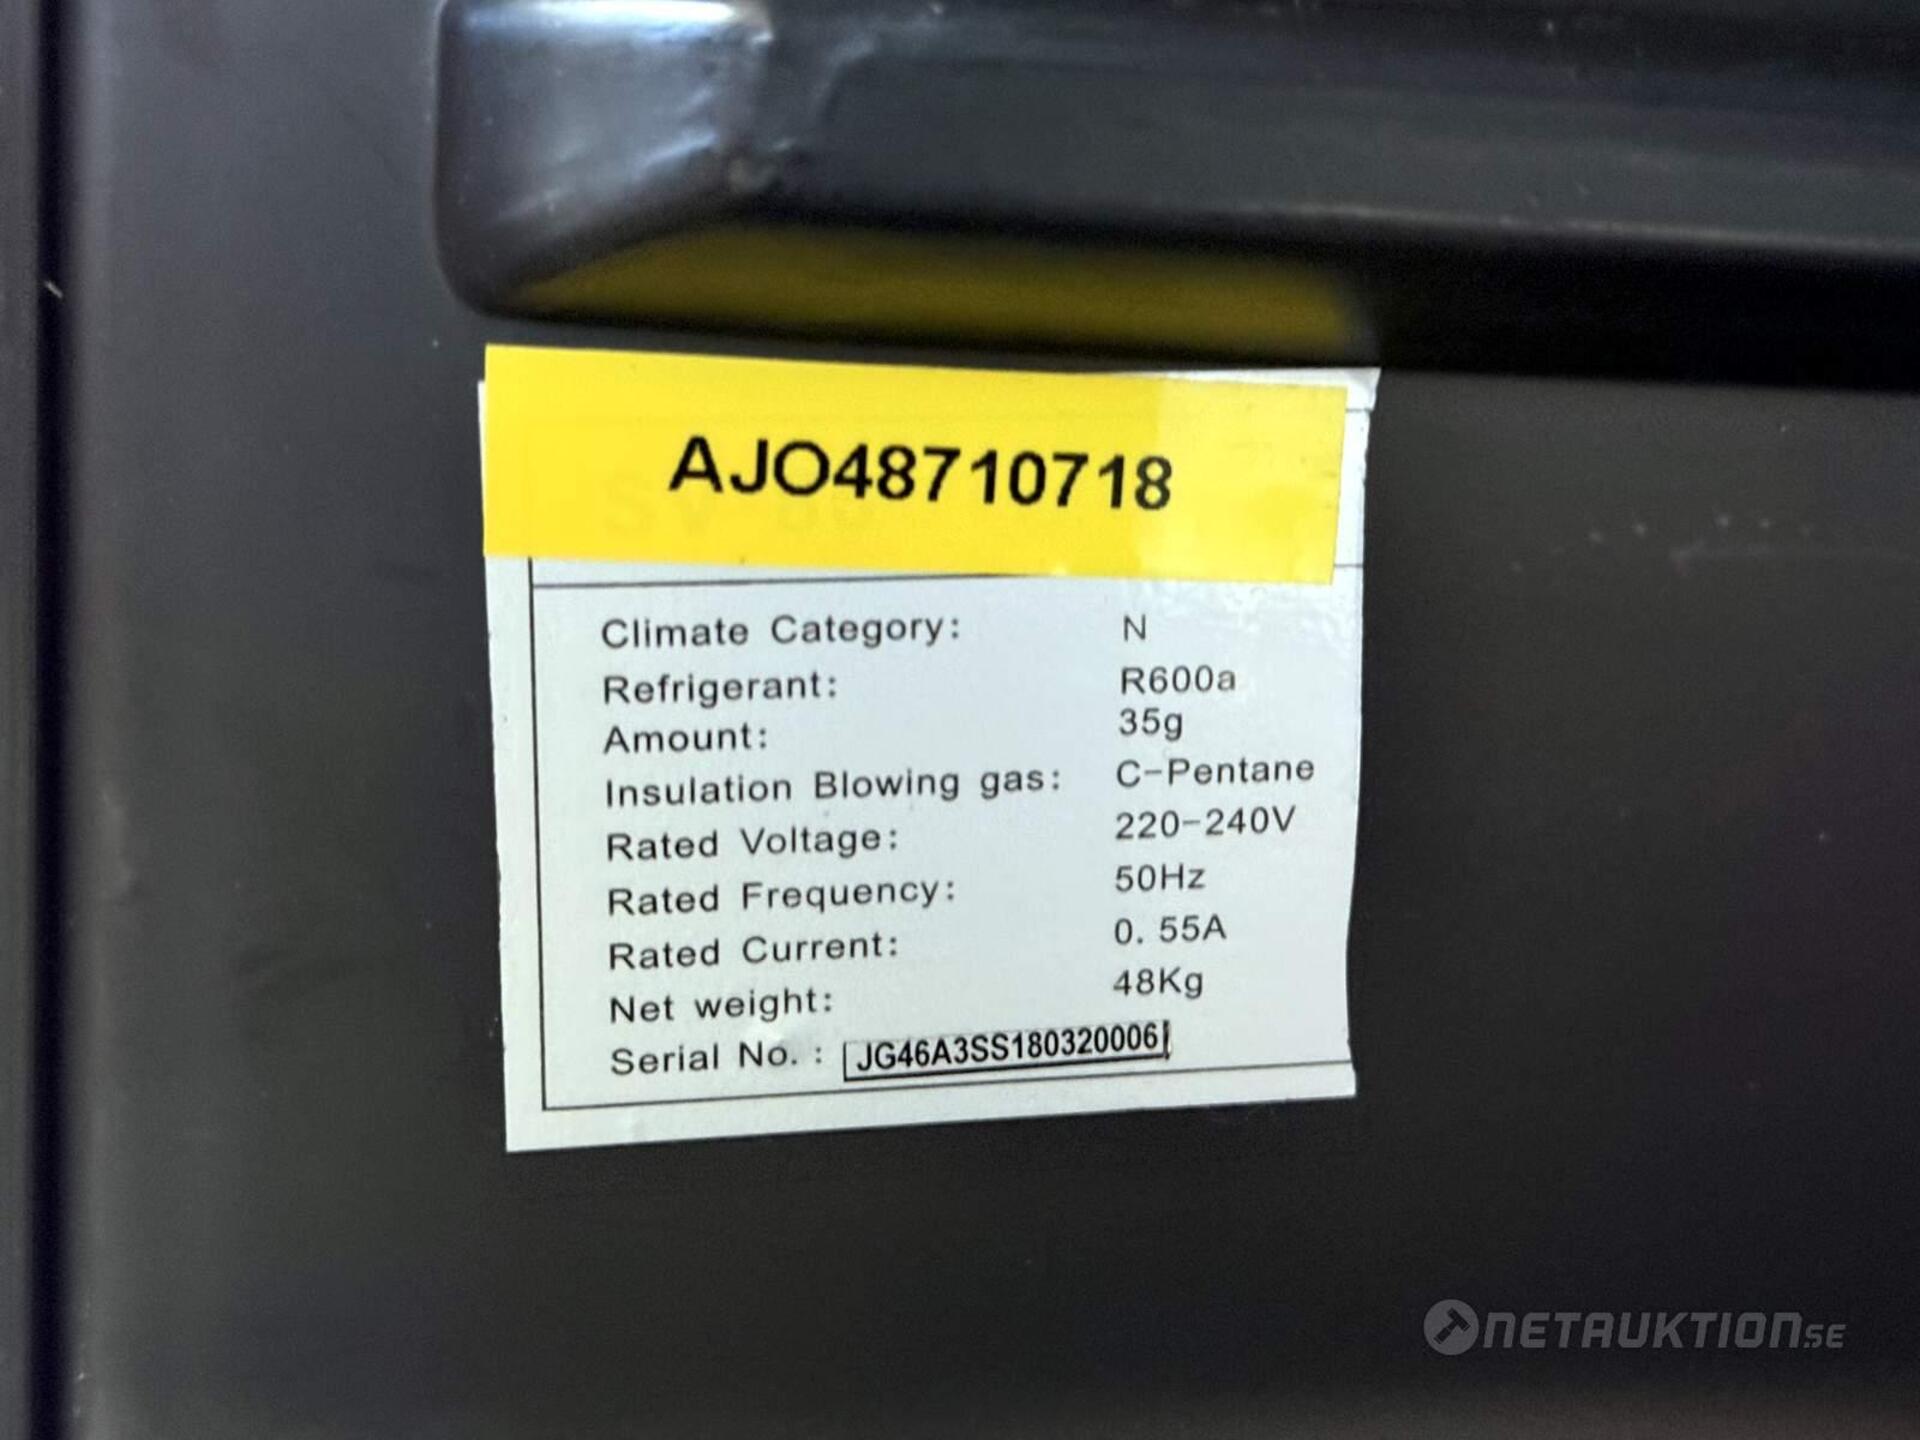 AJO48710718
Climate Category: N
Refrigerant: R600a
Amount: 35g
Insulation Blowing gas: C-Pentane
Rated Voltage: 220-240V
Rated Frequency: 50Hz
Rated Current: 0.55A
Net weight: 48Kg
Serial No.: JG46A3SS180320006
NETAUKTION.SE